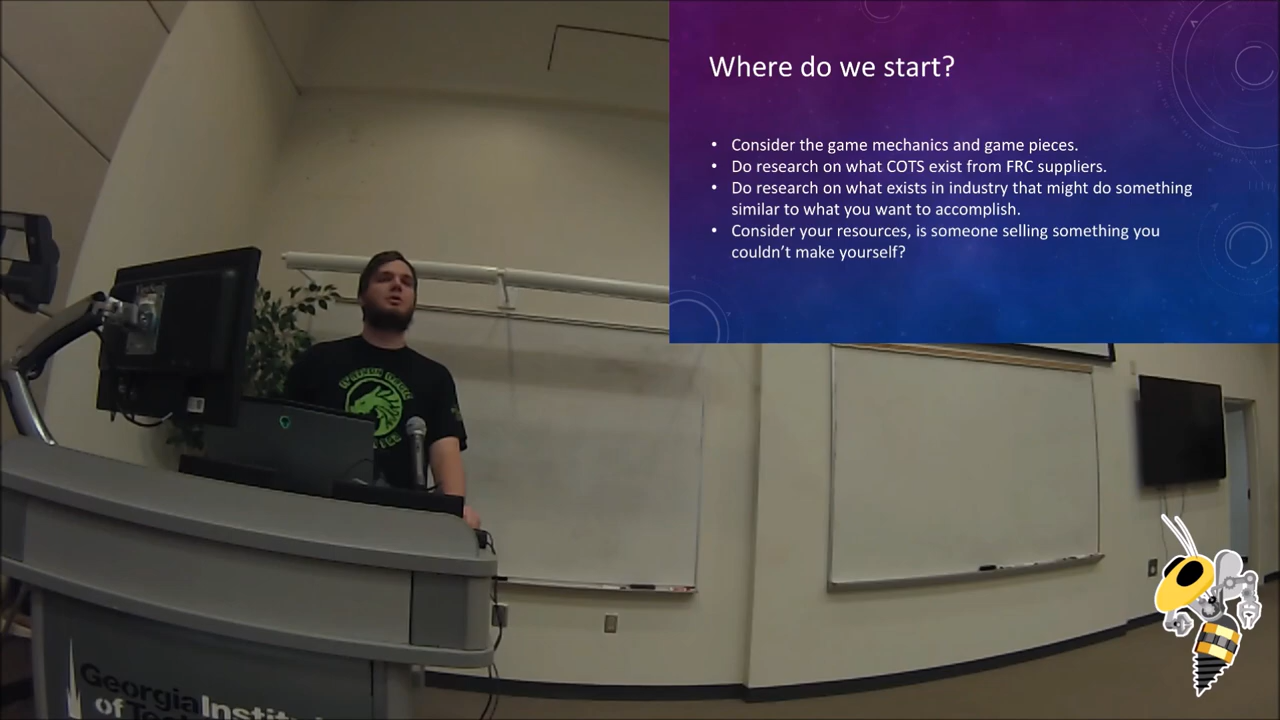 Where do we start?
• Consider the game mechanics and game pieces.
• Do research on what COTS exist from FRC suppliers.
• Do research on what exists in industry that might do something
similar to what you want to accomplish.
• Consider your resources, is someone selling something you
couldn't make yourself?
Georgia Institu
of Tec